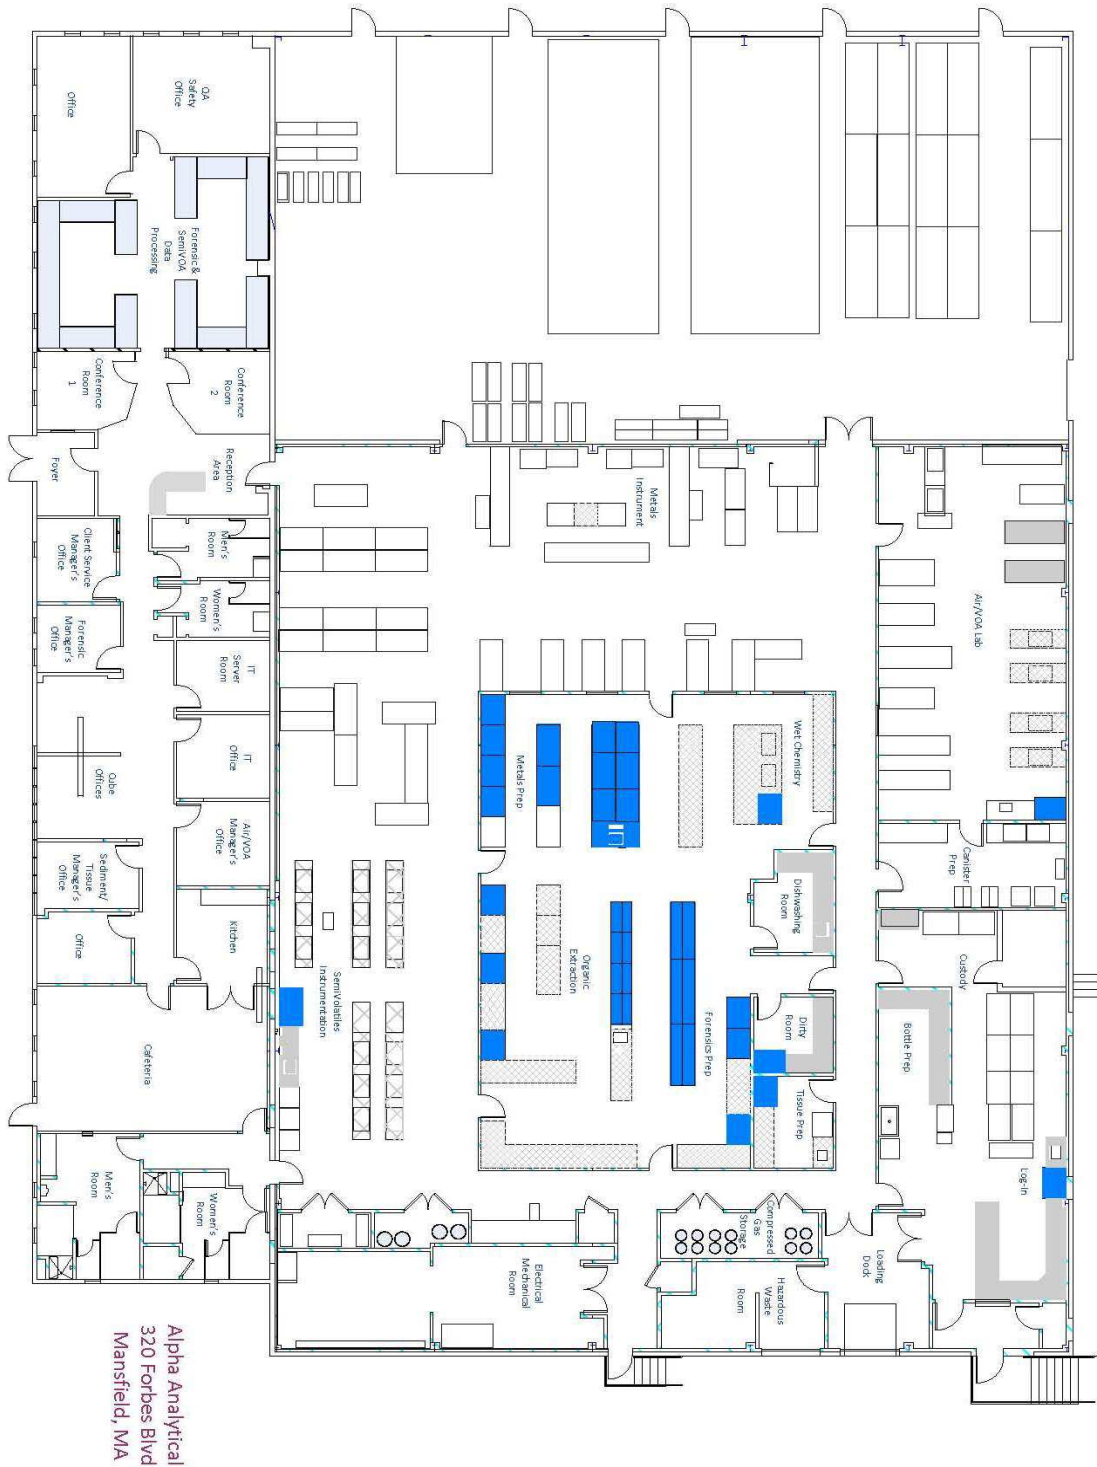 Office
QA
Safety
Office
Forensic &
SemiVOA
Data
Processing
Conference
Room
1
Conference
Room
2
Foyer
Reception
Area
Men's
Room
Women's
Room
Client Service
Manager's
Office
Forensic
Manager's
Office
IT
Server
Room
IT
Office
Cube
Offices
Air/VOA
Manager's
Office
Sediment/
Tissue
Manager's
Office
Office
Kitchen
Cafeteria
Men's
Room
Women's
Room
Metals
Instrument
Air/VOA Lab
Metals Prep
Wet Chemistry
Canister
Prep
Dishwashing
Room
Organic
Extraction
Custody
SemiVolatiles
Instrumentation
Forensics Prep
Dirty
Room
Bottle Prep
Tissue Prep
Log-In
Compressed
Gas
Storage
Loading
Dock
Electrical
Mechanical
Room
Hazardous
Waste
Room
Alpha Analytical
320 Forbes Blvd
Mansfield, MA